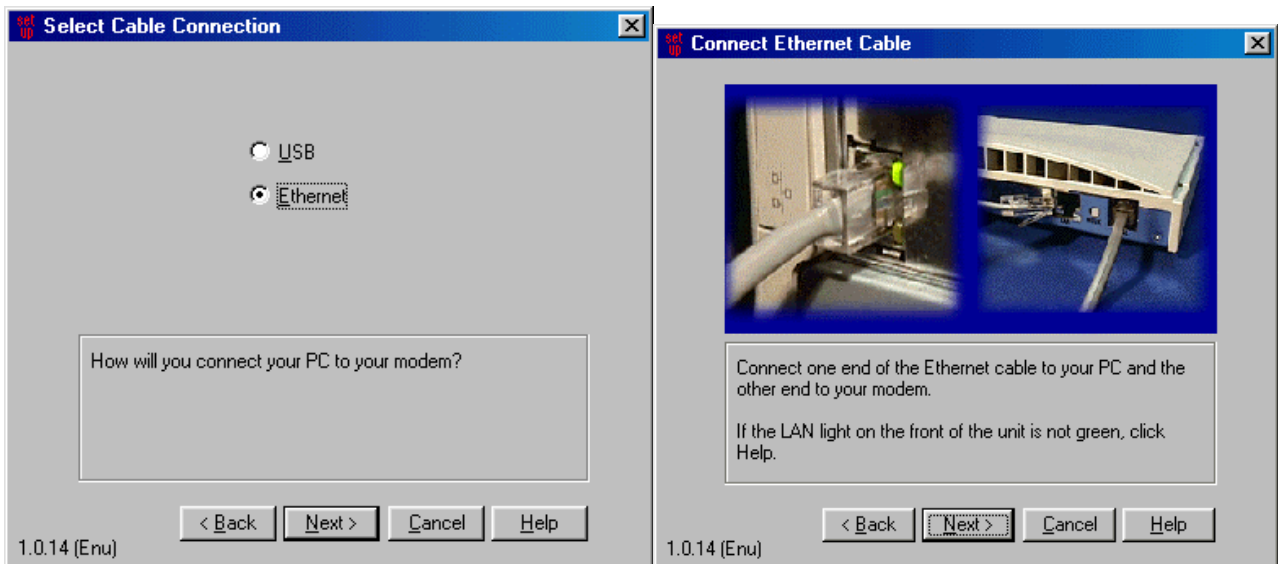 set up Select Cable Connection
USB
Ethernet
How will you connect your PC to your modem?
< Back Next > Cancel Help
1.0.14 (Enu)
set up Connect Ethernet Cable
Connect one end of the Ethernet cable to your PC and the
other end to your modem.
If the LAN light on the front of the unit is not green, click
Help.
< Back Next > Cancel Help
1.0.14 (Enu)